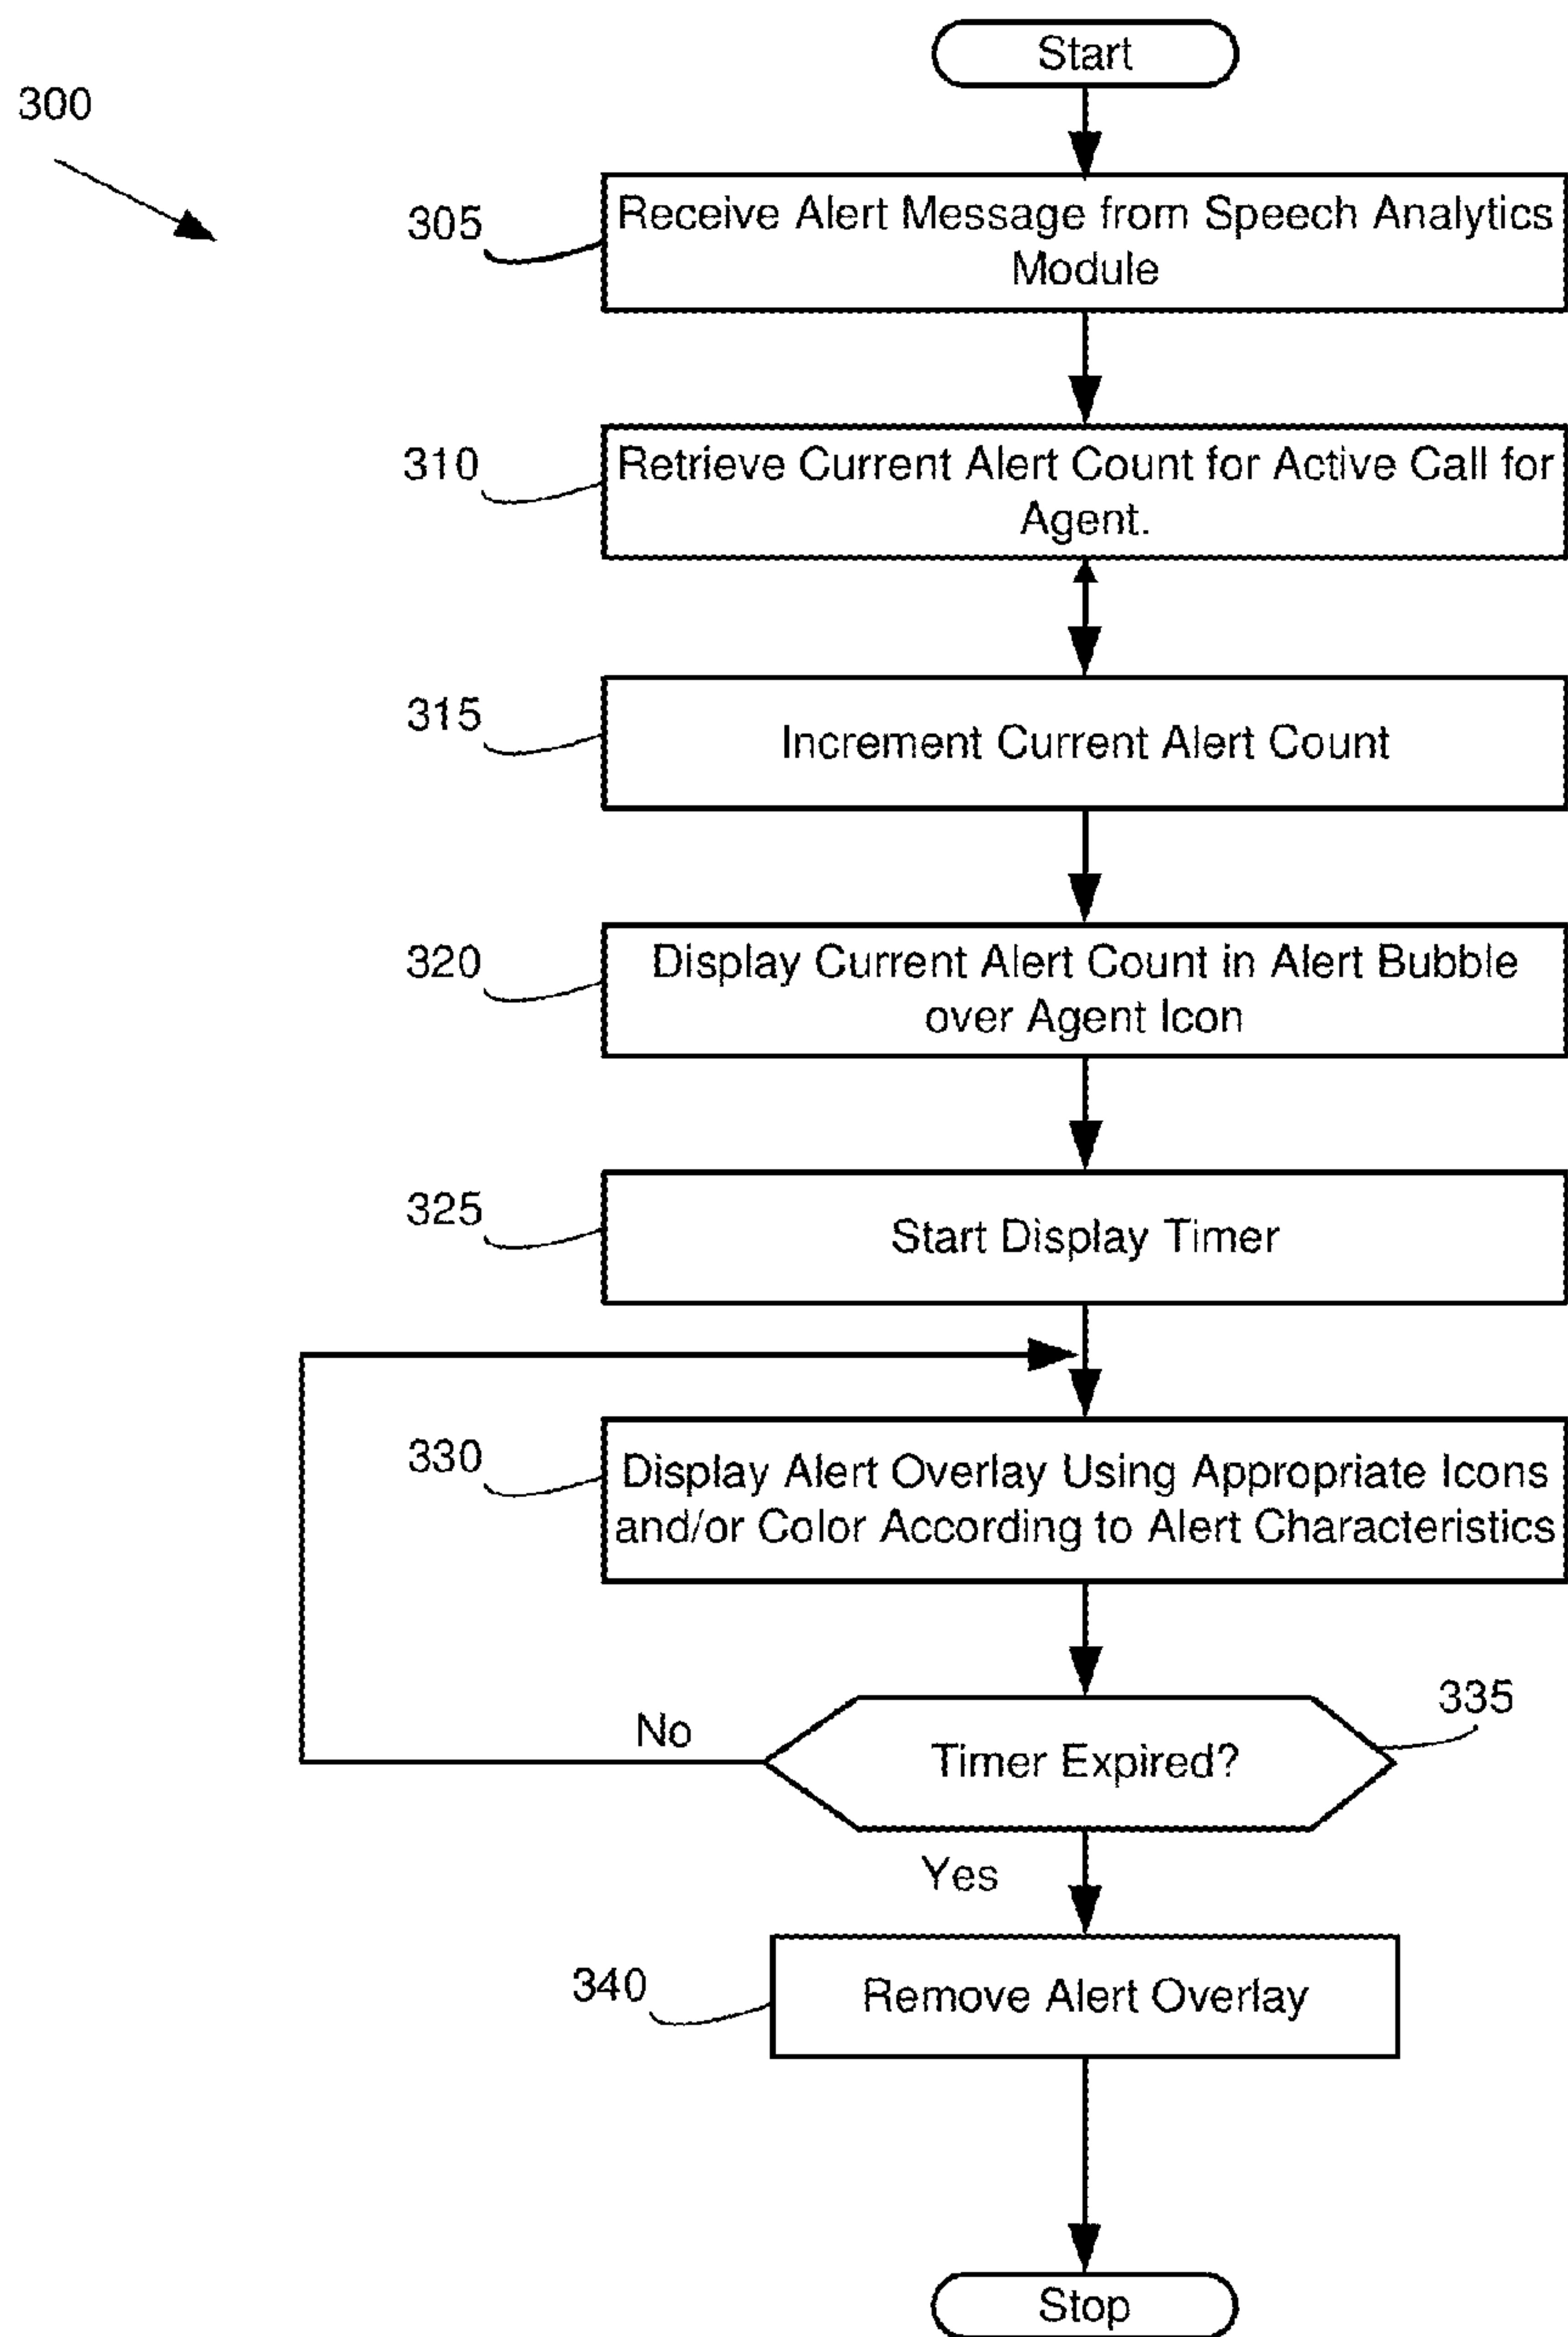 Start
300
305
Receive Alert Message from Speech Analytics
Module
310
Retrieve Current Alert Count for Active Call for
Agent.
315
Increment Current Alert Count
320
Display Current Alert Count in Alert Bubble
over Agent Icon
325
Start Display Timer
330
Display Alert Overlay Using Appropriate Icons
and/or Color According to Alert Characteristics
335
No
Timer Expired?
Yes
340
Remove Alert Overlay
Stop